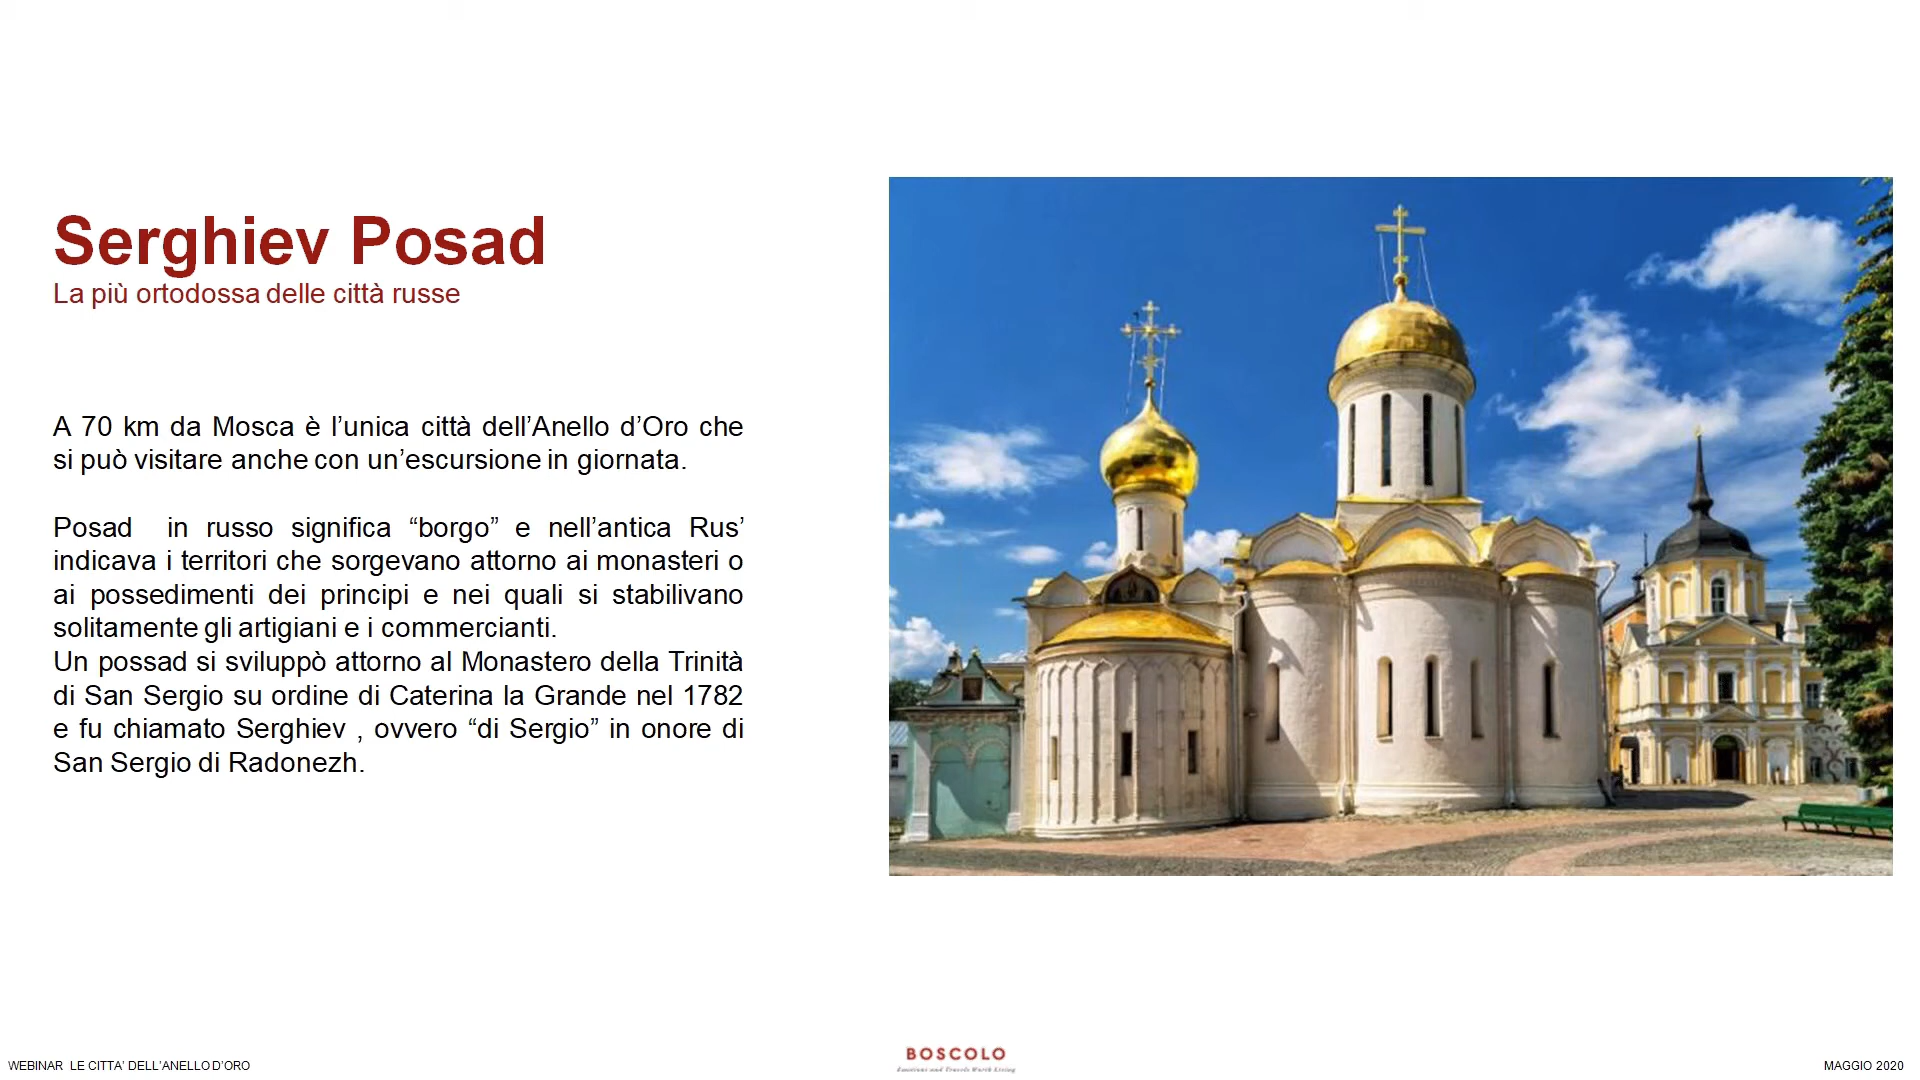 Serghiev Posad
La più ortodossa delle città russe
A 70 km da Mosca è l’unica città dell’Anello d’Oro che
si può visitare anche con un’escursione in giornata.
Posad in russo significa “borgo” e nell’antica Rus’
indicava i territori che sorgevano attorno ai monasteri o
ai possedimenti dei principi e nei quali si stabilivano
solitamente gli artigiani e i commercianti.
Un possad si sviluppò attorno al Monastero della Trinità
di San Sergio su ordine di Caterina la Grande nel 1782
e fu chiamato Serghiev , ovvero “di Sergio” in onore di
San Sergio di Radonezh.
WEBINAR LE CITTA’ DELL’ANELLO D’ORO
BOSCOLO
Emotions and Travels Worth Living
MAGGIO 2020